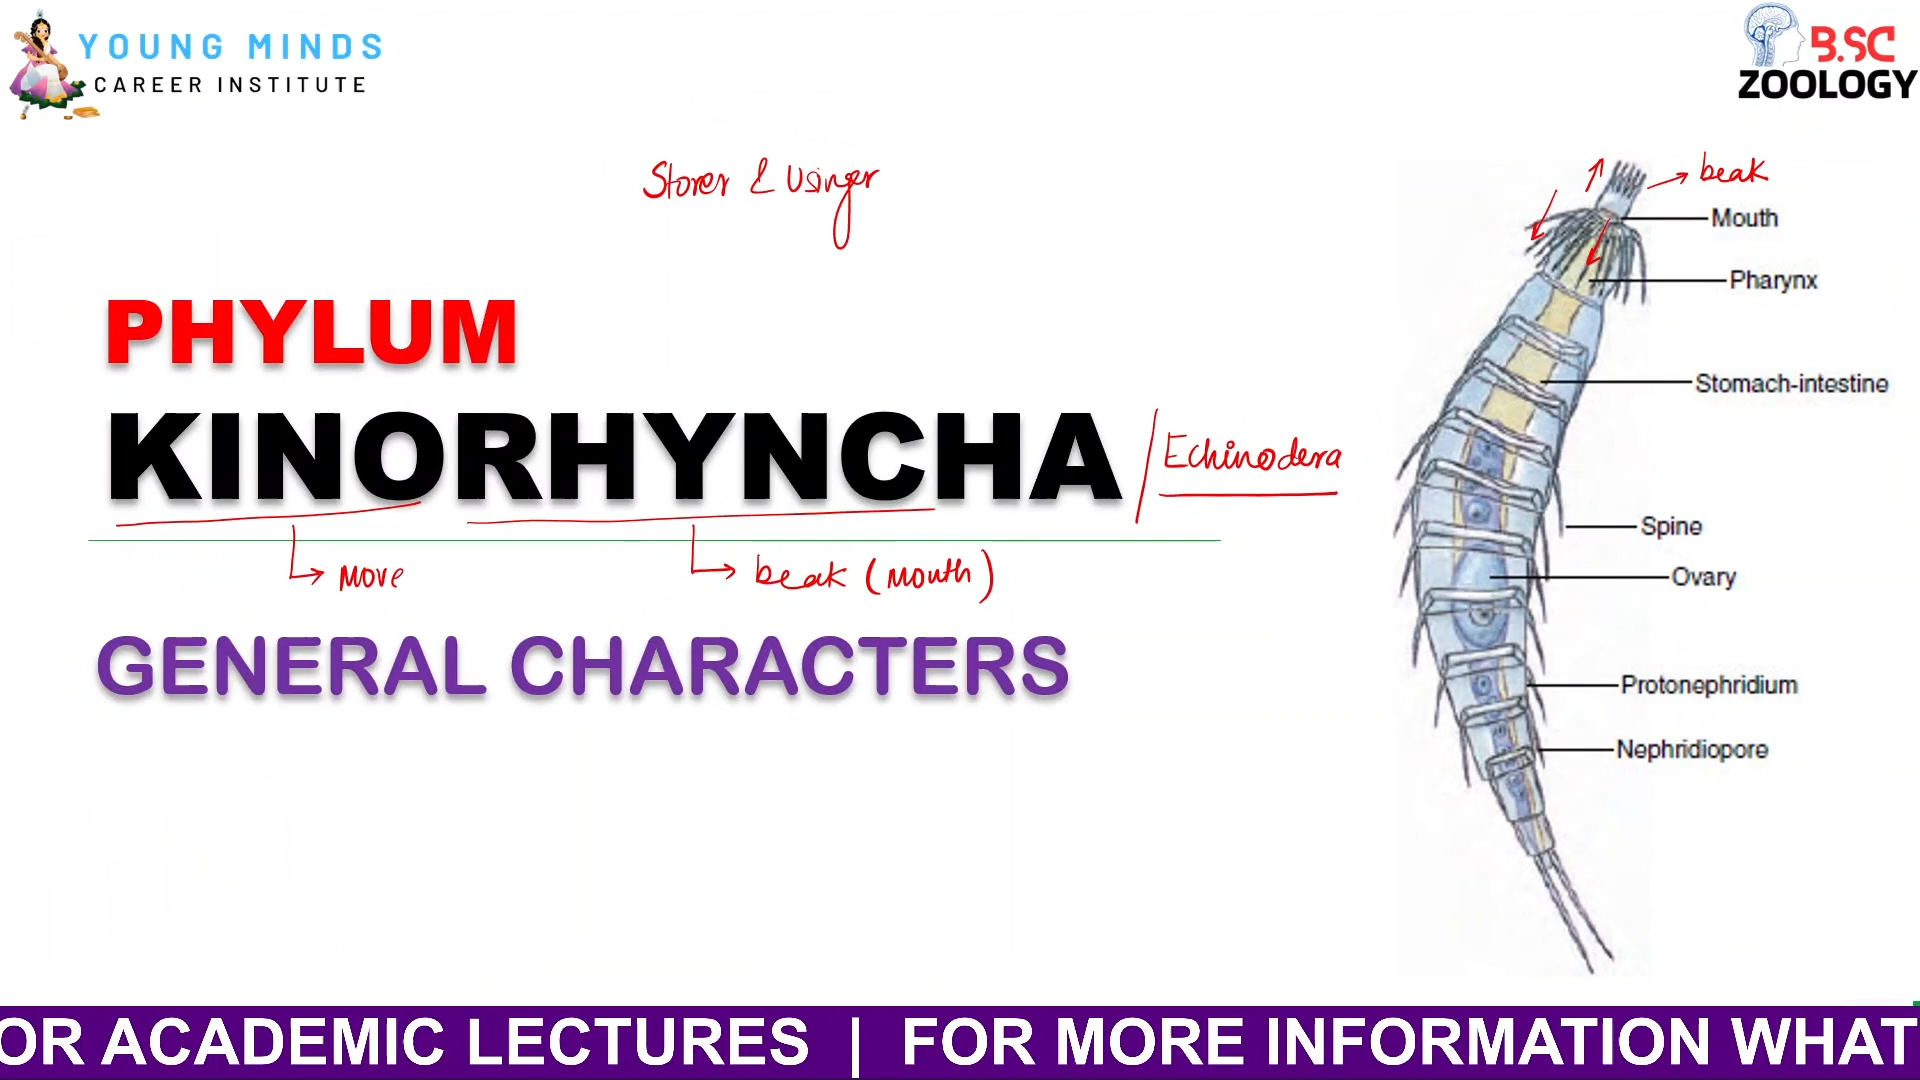 YOUNG MINDS
CAREER INSTITUTE
B.SC
ZOOLOGY
Storer & Usinger
PHYLUM
KINORHYNCHA / Echinodera
Move
beak (Mouth)
GENERAL CHARACTERS
beak
Mouth
Pharynx
Stomach-intestine
Spine
Ovary
Protonephridium
Nephridiopore
OR ACADEMIC LECTURES | FOR MORE INFORMATION WHAT